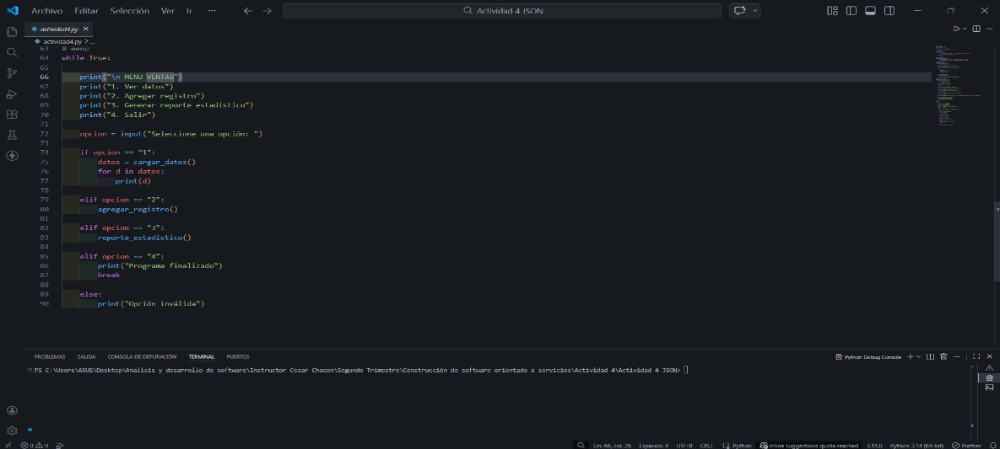 Archivo Editar Selección Ver Ir ··· Actividad 4 JSON
actividad4.py
actividad4.py > ...
63 # menú
64 while True:
65
66 print("\n MENU VENTAS")
67 print("1. Ver datos")
68 print("2. Agregar registro")
69 print("3. Generar reporte estadístico")
70 print("4. Salir")
71
72 opcion = input("Seleccione una opción: ")
73
74 if opcion == "1":
75 datos = cargar_datos()
76 for d in datos:
77 print(d)
78
79 elif opcion == "2":
80 agregar_registro()
81
82 elif opcion == "3":
83 reporte_estadistico()
84
85 elif opcion == "4":
86 print("Programa finalizado")
87 break
88
89 else:
90 print("Opción inválida")
PROBLEMAS SALIDA CONSOLA DE DEPURACIÓN TERMINAL PUERTOS Python Debug Console
PS C:\Users\ASUS\Desktop\Analisis y desarrollo de software\Instructor Cesar Chacon\Segundo Trimestre\Construcción de software orientado a servicios\Actividad 4\Actividad 4 JSON>
0 0 Lín. 66, col. 26 Espacios: 4 UTF-8 CRLF Python Inline suggestions quota reached 3.14.0 Python 3.14 (64-bit) Prettier